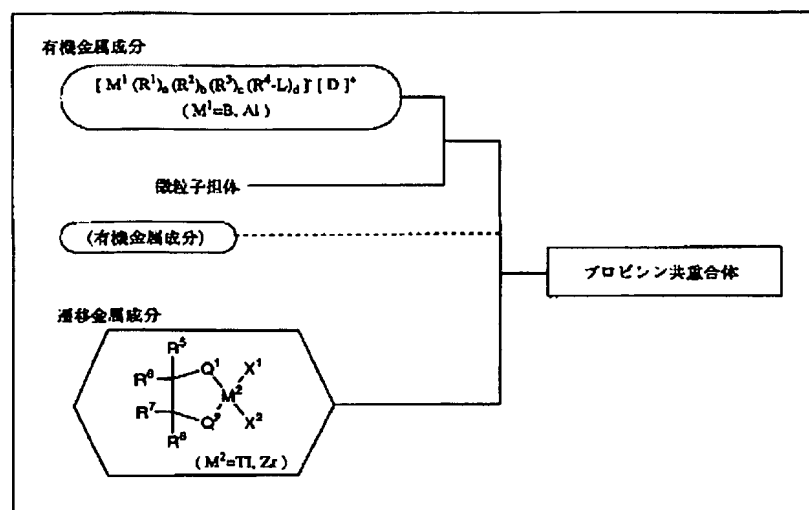 有機金属成分
[ M¹ (R¹)ₐ (R²)b (R³)c (R⁴-L)d ]⁻ [ D ]⁺
( M¹=B, Al )
微粒子担体
(有機金属成分)
プロピレン共重合体
遷移金属成分
R⁵
R⁶
Q¹
X¹
M²
R⁷
Q²
X²
R⁸
( M²=Ti, Zr )